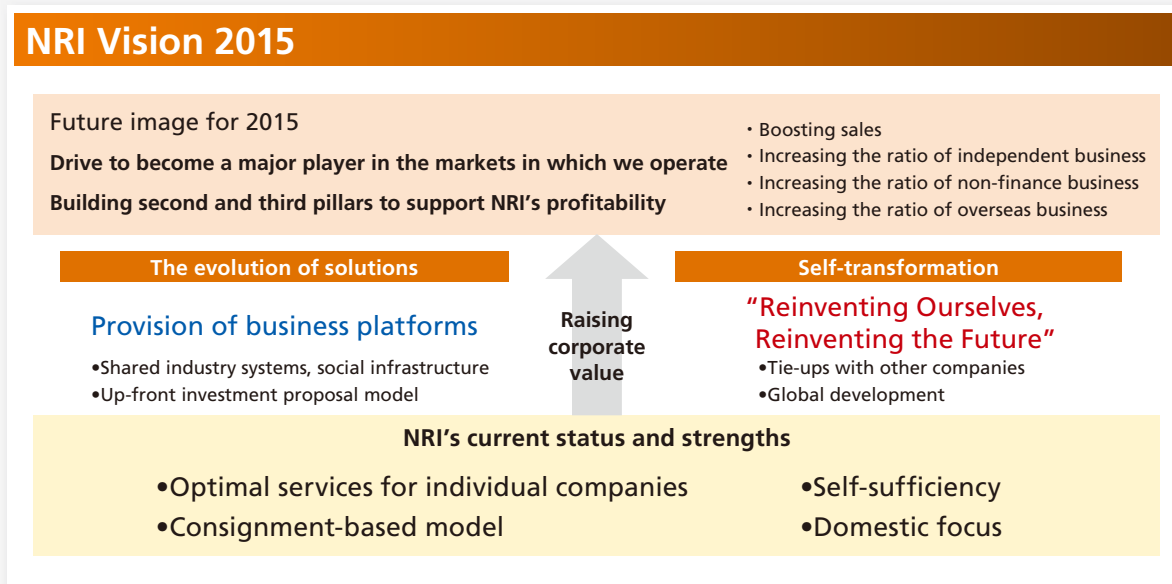 NRI Vision 2015
Future image for 2015
Drive to become a major player in the markets in which we operate
Building second and third pillars to support NRI's profitability
・Boosting sales
・Increasing the ratio of independent business
・Increasing the ratio of non-finance business
・Increasing the ratio of overseas business
The evolution of solutions
Provision of business platforms
•Shared industry systems, social infrastructure
•Up-front investment proposal model
Raising
corporate
value
Self-transformation
“Reinventing Ourselves,
Reinventing the Future”
•Tie-ups with other companies
•Global development
NRI's current status and strengths
•Optimal services for individual companies
•Consignment-based model
•Self-sufficiency
•Domestic focus